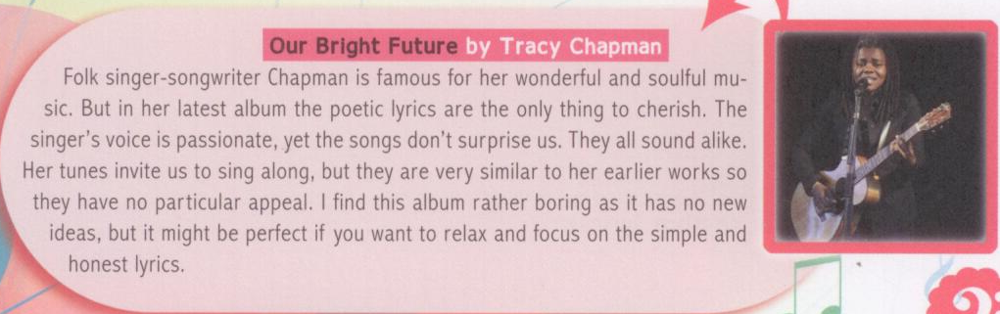 Our Bright Future by Tracy Chapman
Folk singer-songwriter Chapman is famous for her wonderful and soulful mu-
sic. But in her latest album the poetic lyrics are the only thing to cherish. The
singer's voice is passionate, yet the songs don't surprise us. They all sound alike.
Her tunes invite us to sing along, but they are very similar to her earlier works so
they have no particular appeal. I find this album rather boring as it has no new
ideas, but it might be perfect if you want to relax and focus on the simple and
honest lyrics.